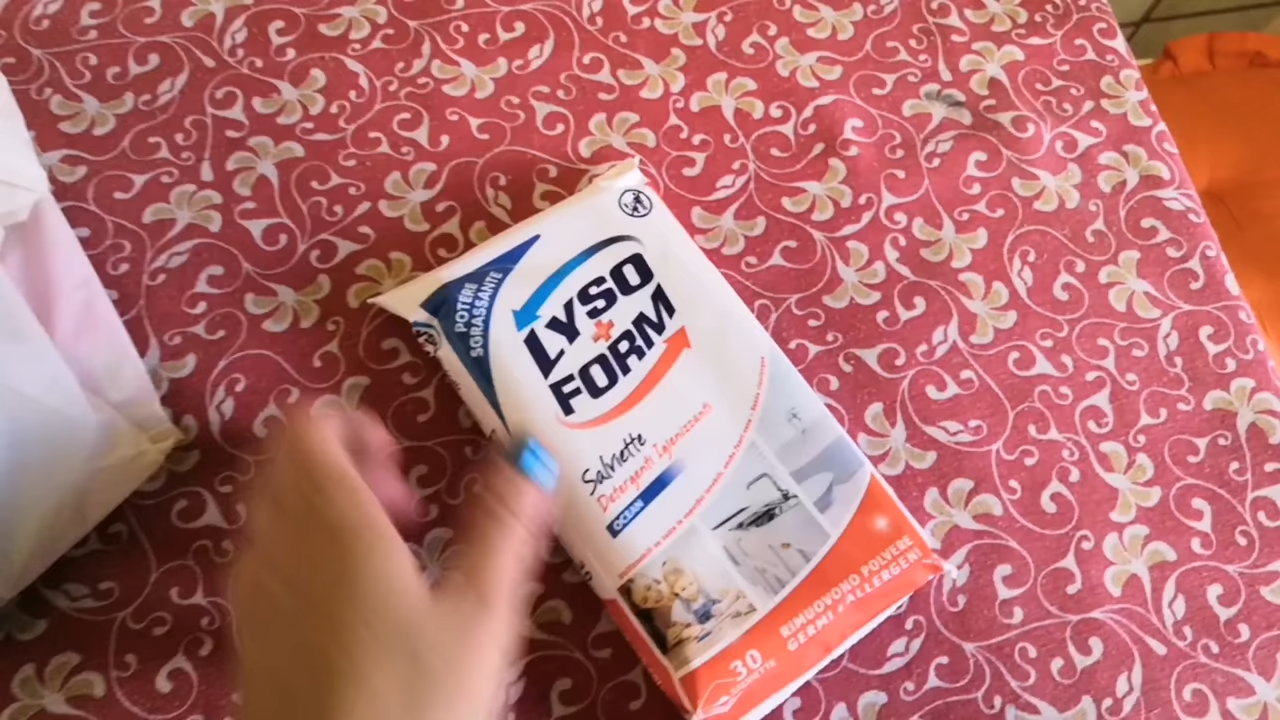 POTERE
SGRASSANTE
LYSO
FORM
Salviette
Detergenti Igienizzanti
OCEAN
RIMUOVONO POLVERE
GERMI e ALLERGENI
30